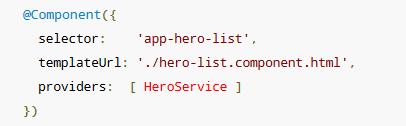 @Component({
  selector:    'app-hero-list',
  templateUrl: './hero-list.component.html',
  providers:  [ HeroService ]
})